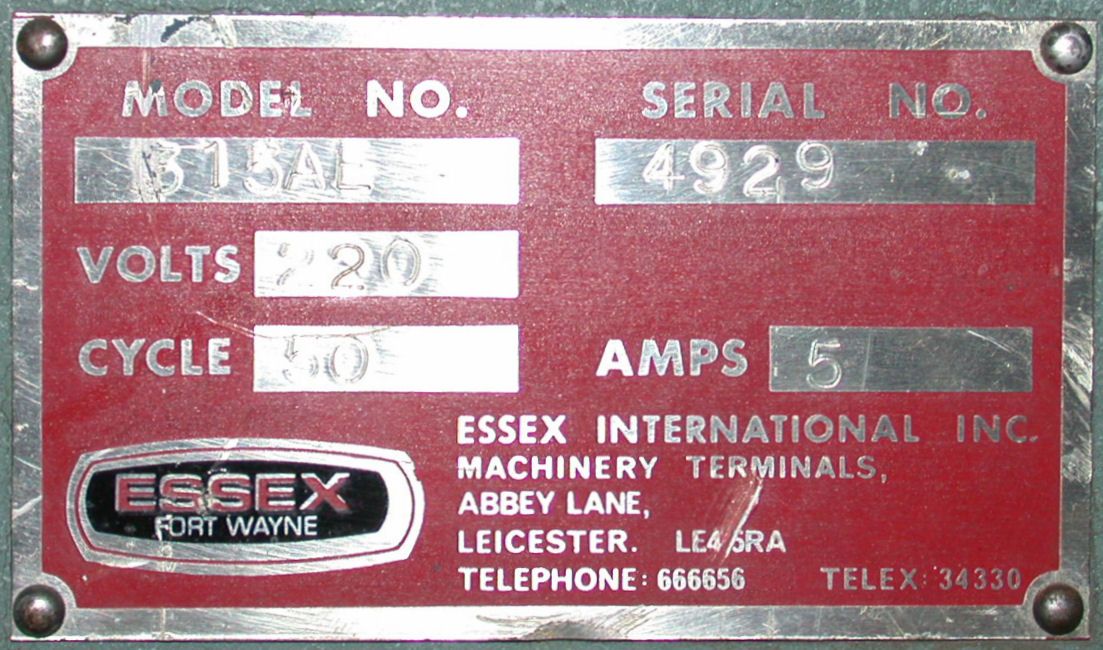 MODEL NO. SERIAL NO.
315AL 4929
VOLTS 220
CYCLE 50 AMPS 5
ESSEX INTERNATIONAL INC.
MACHINERY TERMINALS,
ABBEY LANE,
LEICESTER. LE4 5RA
TELEPHONE: 666656 TELEX: 34330
ESSEX
FORT WAYNE